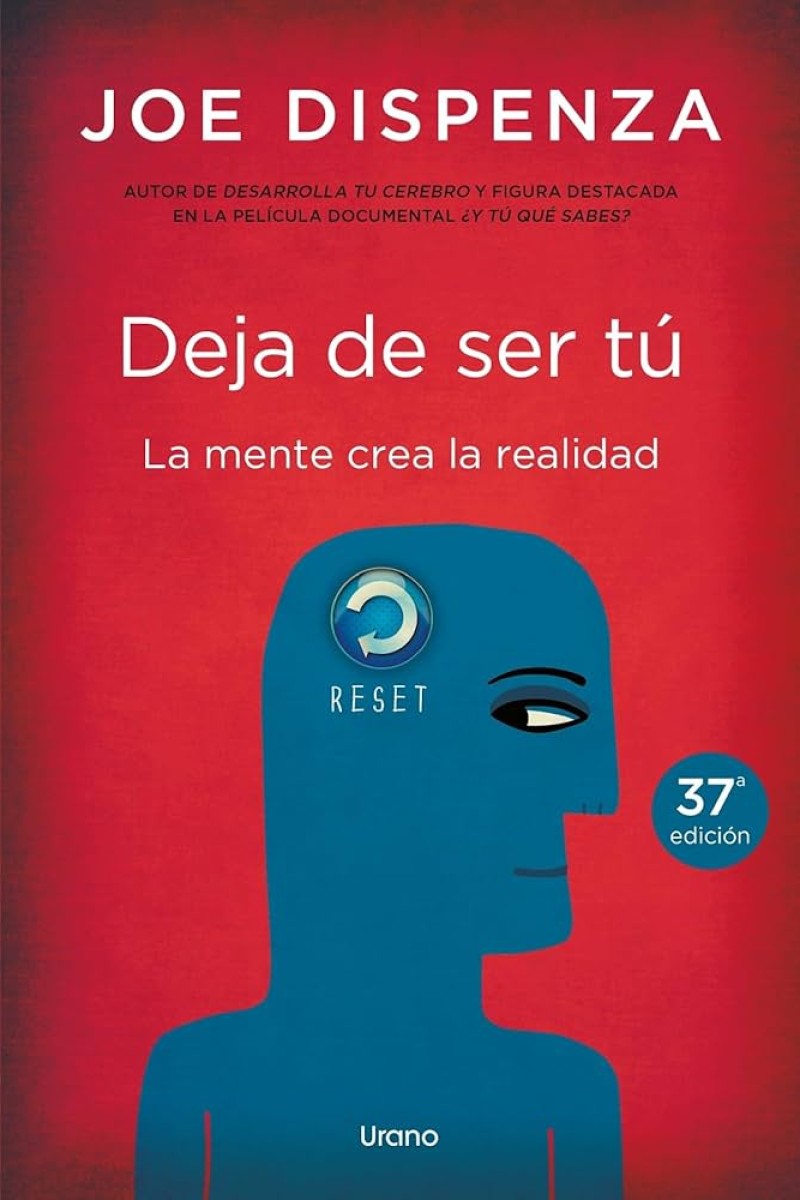 JOE DISPENZA
AUTOR DE DESARROLLA TU CEREBRO Y FIGURA DESTACADA
EN LA PELÍCULA DOCUMENTAL ¿Y TÚ QUÉ SABES?
Deja de ser tú
La mente crea la realidad
RESET
37ª
edición
Urano